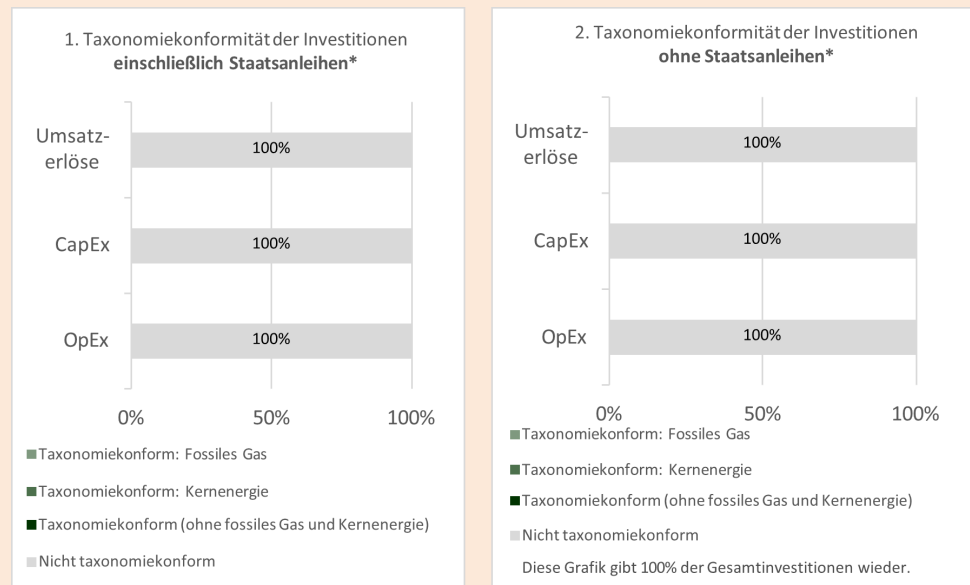 1. Taxonomiekonformität der Investitionen
einschließlich Staatsanleihen*
Umsatz-
erlöse
100%
CapEx
100%
OpEx
100%
0%
50%
100%
Taxonomiekonform: Fossiles Gas
Taxonomiekonform: Kernenergie
Taxonomiekonform (ohne fossiles Gas und Kernenergie)
Nicht taxonomiekonform
2. Taxonomiekonformität der Investitionen
ohne Staatsanleihen*
Umsatz-
erlöse
100%
CapEx
100%
OpEx
100%
0%
50%
100%
Taxonomiekonform: Fossiles Gas
Taxonomiekonform: Kernenergie
Taxonomiekonform (ohne fossiles Gas und Kernenergie)
Nicht taxonomiekonform
Diese Grafik gibt 100% der Gesamtinvestitionen wieder.